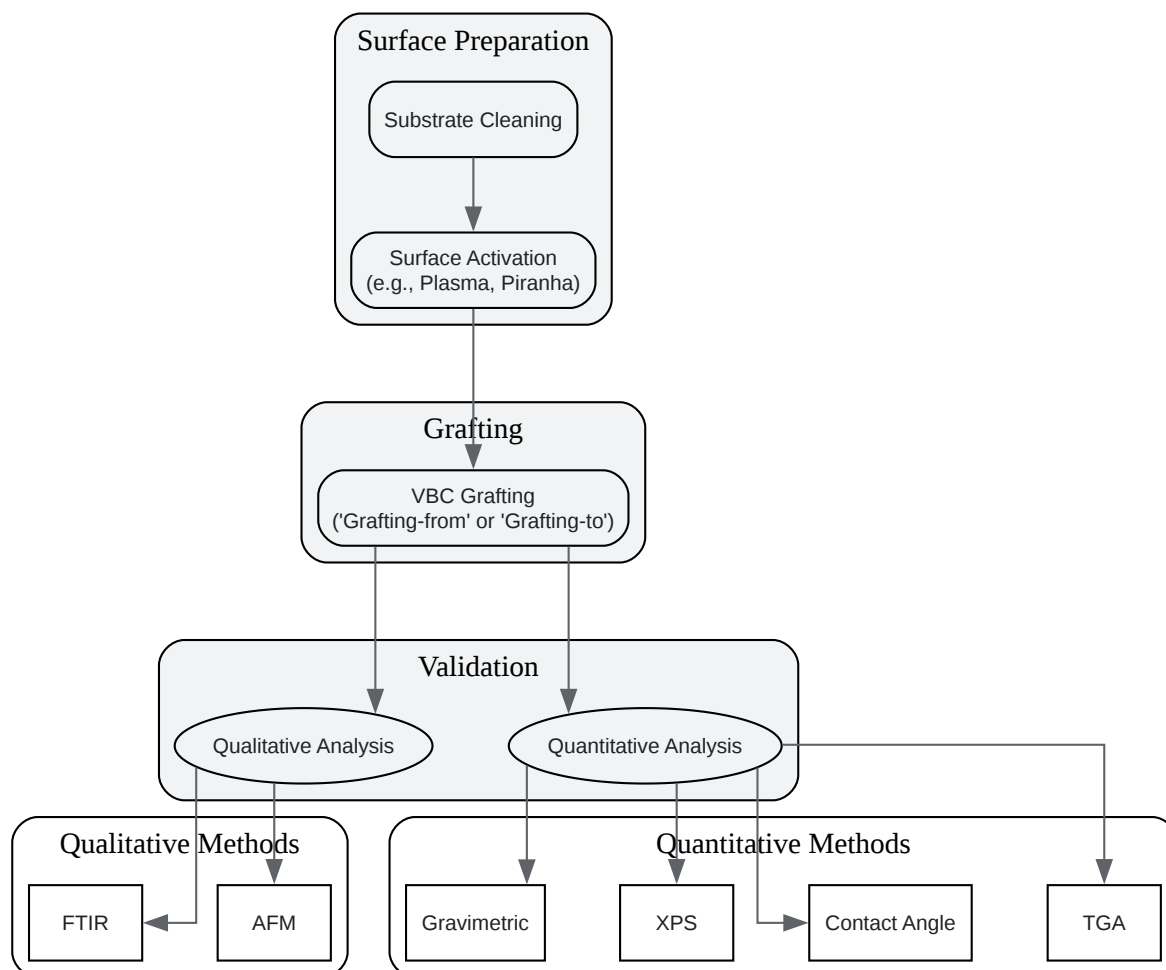 Surface Preparation
Substrate Cleaning
Surface Activation
(e.g., Plasma, Piranha)
Grafting
VBC Grafting
('Grafting-from' or 'Grafting-to')
Validation
Qualitative Analysis
Quantitative Analysis
Qualitative Methods
Quantitative Methods
FTIR
AFM
Gravimetric
XPS
Contact Angle
TGA